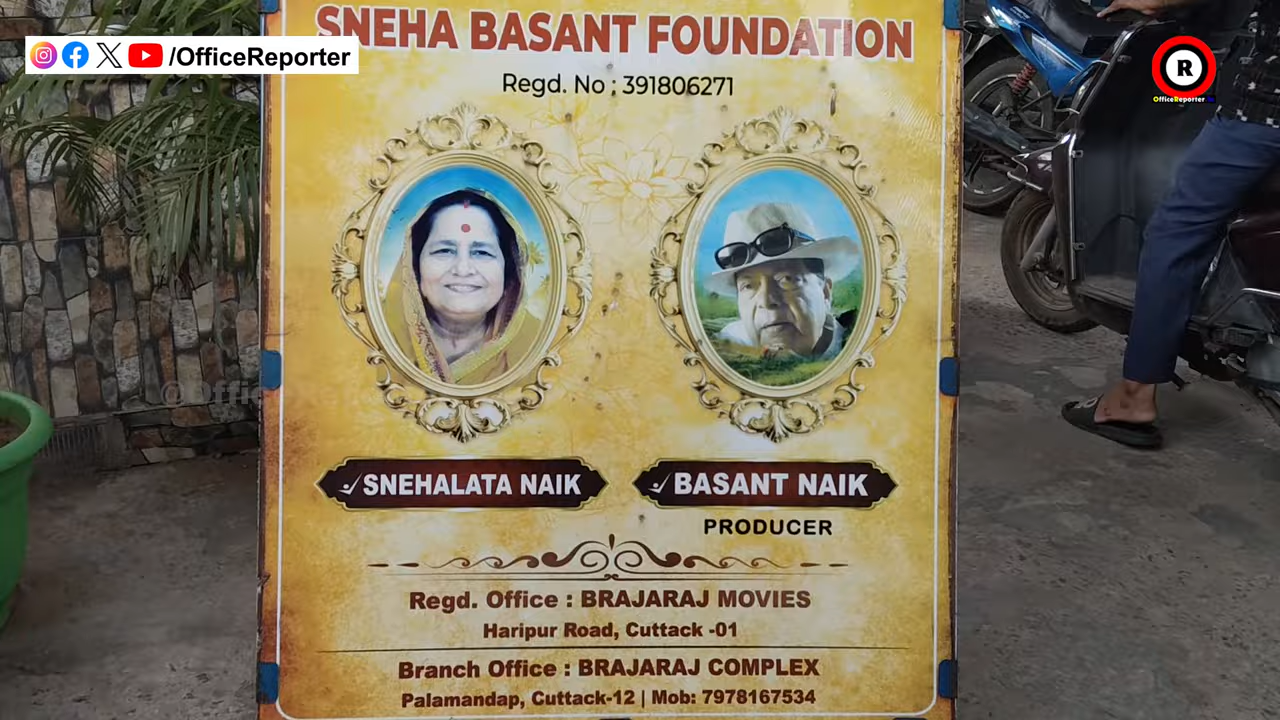 SNEHA BASANT FOUNDATION
/OfficeReporter
Regd. No : 391806271
R
OfficeReporter
SNEHALATA NAIK
BASANT NAIK
PRODUCER
Regd. Office : BRAJARAJ MOVIES
Haripur Road, Cuttack -01
Branch Office : BRAJARAJ COMPLEX
Palamandap, Cuttack-12 | Mob: 7978167534